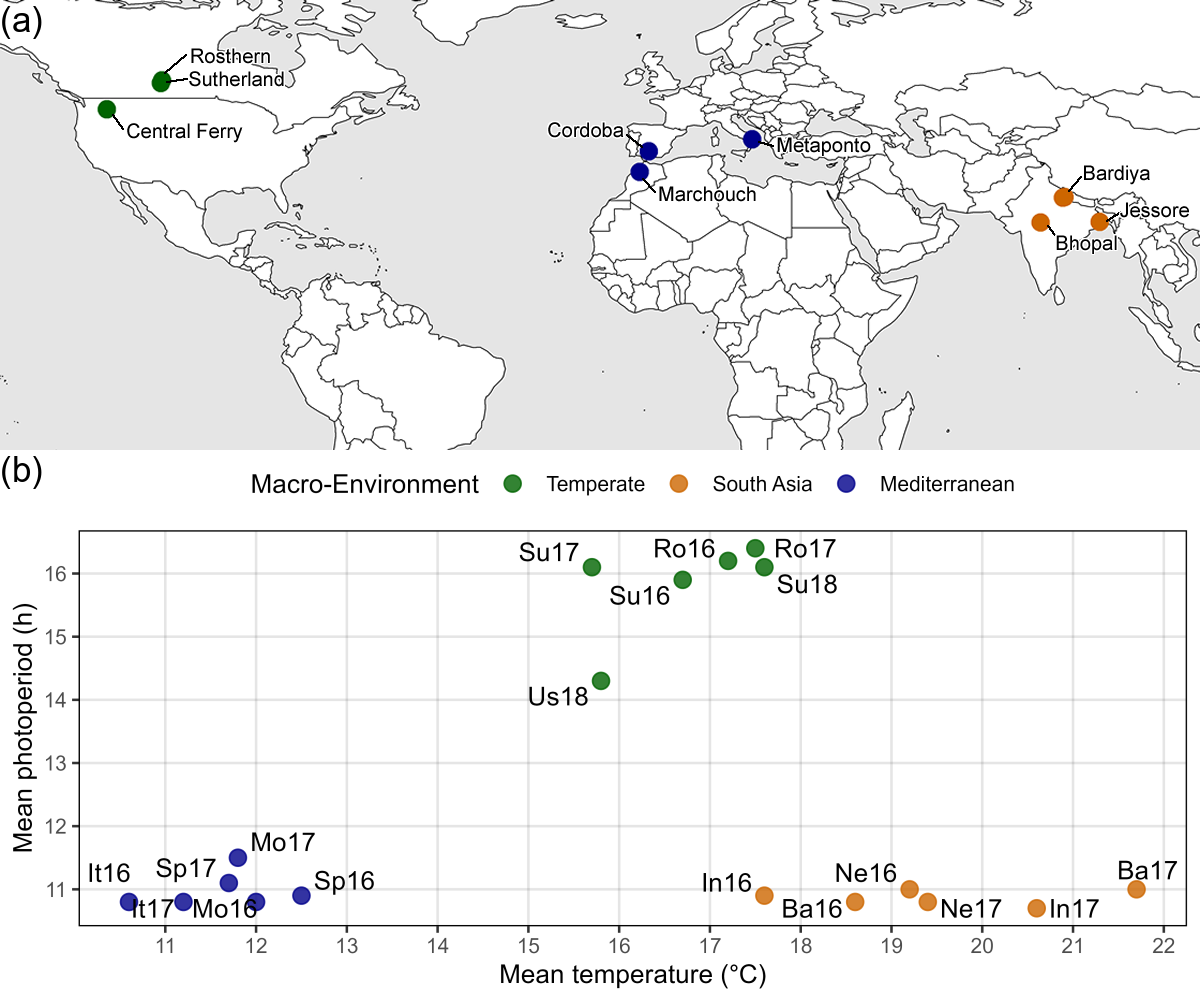 (a)
Rosthern
Sutherland
Central Ferry
Cordoba
Metaponto
Marchouch
Bardiya
Jessore
Bhopal
(b)
Macro-Environment Temperate South Asia Mediterranean
Su17 Ro16 Ro17
Su16 Su18
Us18
Mo17
It16 Sp17 Sp16
It17 Mo16
In16 Ne16 Ba17
Ba16 Ne17 In17
16
15
14
13
12
11
Mean photoperiod (h)
11 12 13 14 15 16 17 18 19 20 21 22
Mean temperature (°C)